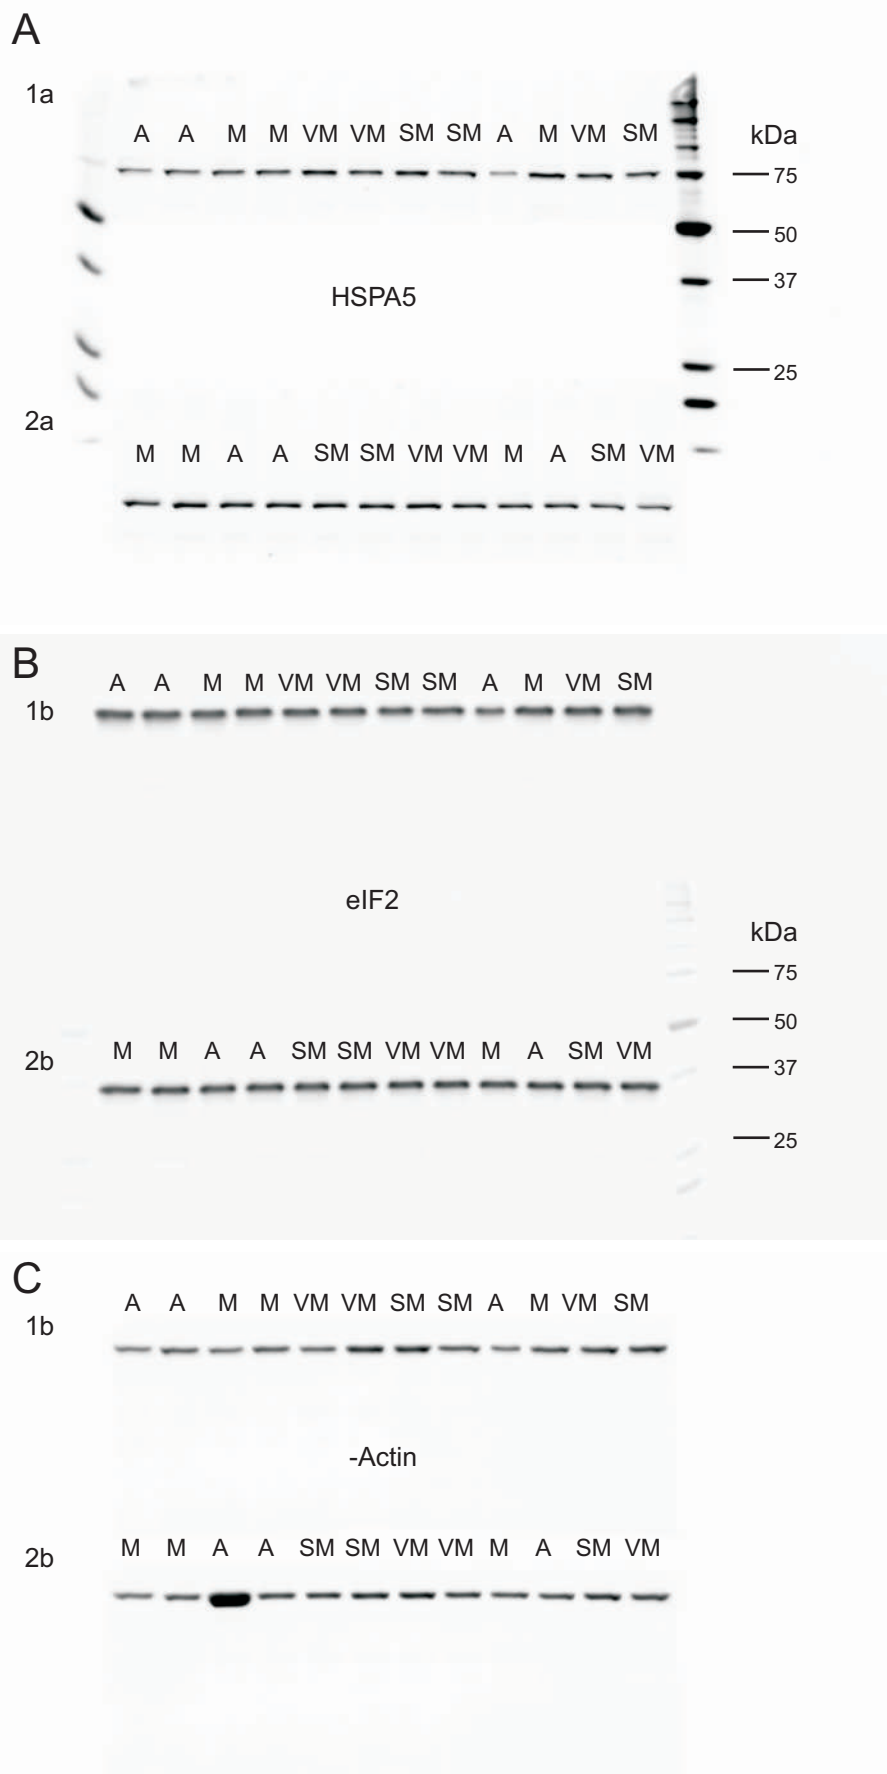 A
1a
A A M M VM VM SM SM A M VM SM
kDa
75
50
HSPA5
37
25
2a
M M A A SM SM VM VM M A SM VM
B
A A M M VM VM SM SM A M VM SM
1b
eIF2
kDa
75
50
M M A A SM SM VM VM M A SM VM
2b
37
25
C
A A M M VM VM SM SM A M VM SM
1b
-Actin
M M A A SM SM VM VM M A SM VM
2b